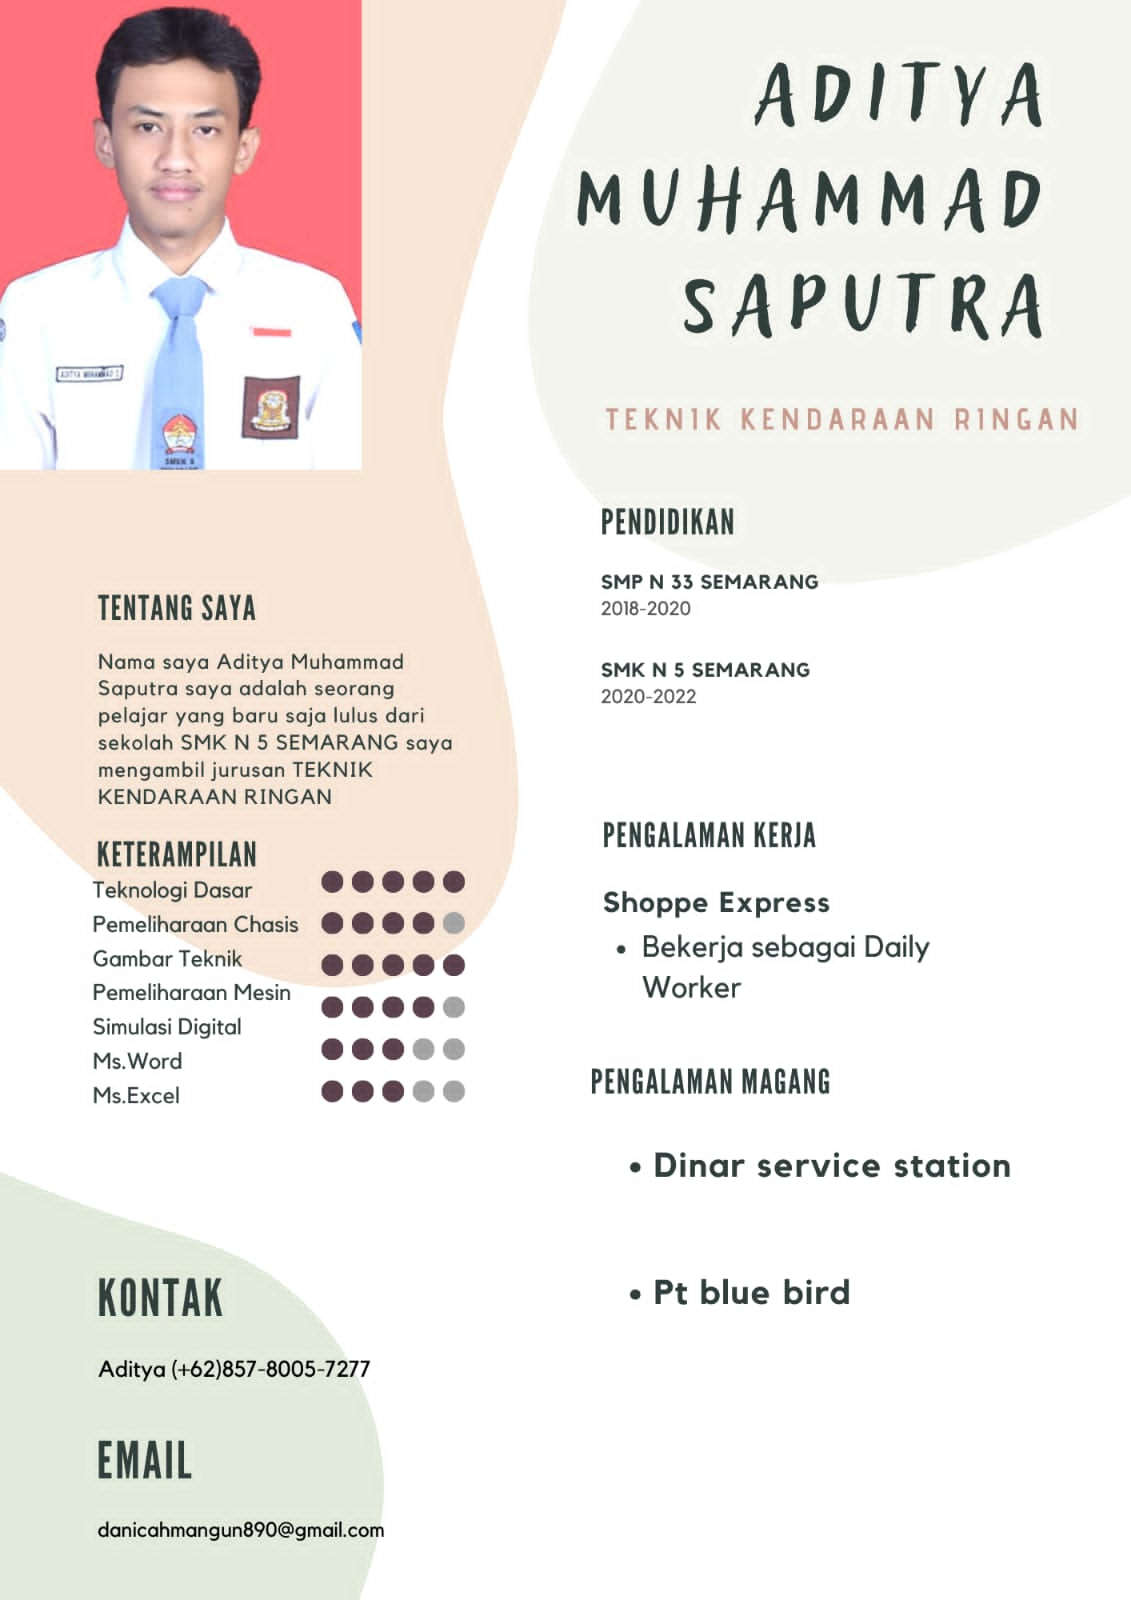 ADITYA
MUHAMMAD
SAPUTRA
TEKNIK KENDARAAN RINGAN
ADITYA MUHAMMAD S
SMKN 5
TENTANG SAYA
Nama saya Aditya Muhammad
Saputra saya adalah seorang
pelajar yang baru saja lulus dari
sekolah SMK N 5 SEMARANG saya
mengambil jurusan TEKNIK
KENDARAAN RINGAN
KETERAMPILAN
Teknologi Dasar
Pemeliharaan Chasis
Gambar Teknik
Pemeliharaan Mesin
Simulasi Digital
Ms.Word
Ms.Excel
KONTAK
Aditya (+62)857-8005-7277
EMAIL
danicahmangun890@gmail.com
PENDIDIKAN
SMP N 33 SEMARANG
2018-2020
SMK N 5 SEMARANG
2020-2022
PENGALAMAN KERJA
Shoppe Express
• Bekerja sebagai Daily
Worker
PENGALAMAN MAGANG
• Dinar service station
• Pt blue bird